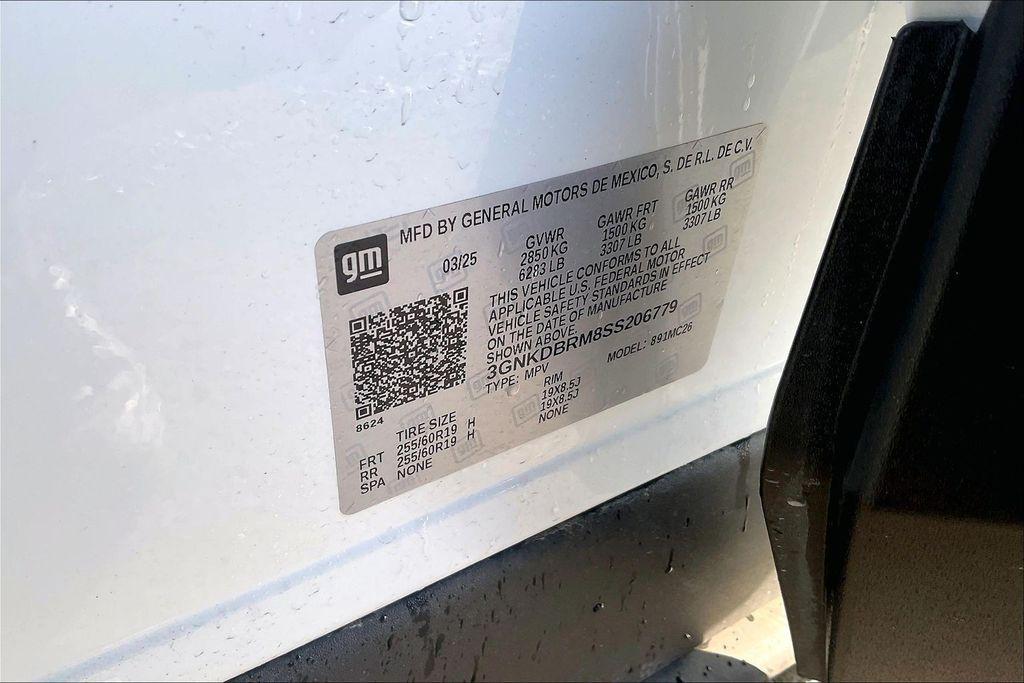 MFD BY GENERAL MOTORS DE MEXICO, S. DE R.L. DE C.V.
gm
03/25
GVWR
2850 KG
6283 LB
GAWR FRT
1500 KG
3307 LB
GAWR RR
1500 KG
3307 LB
THIS VEHICLE CONFORMS TO ALL
APPLICABLE U.S. FEDERAL MOTOR
VEHICLE SAFETY STANDARDS IN EFFECT
ON THE DATE OF MANUFACTURE
SHOWN ABOVE.
3GNKDBRM8SS206779
TYPE: MPV
MODEL: 891MC26
8624
TIRE SIZE
RIM
FRT 255/60R19 H 19X8.5J
RR 255/60R19 H 19X8.5J
SPA NONE NONE